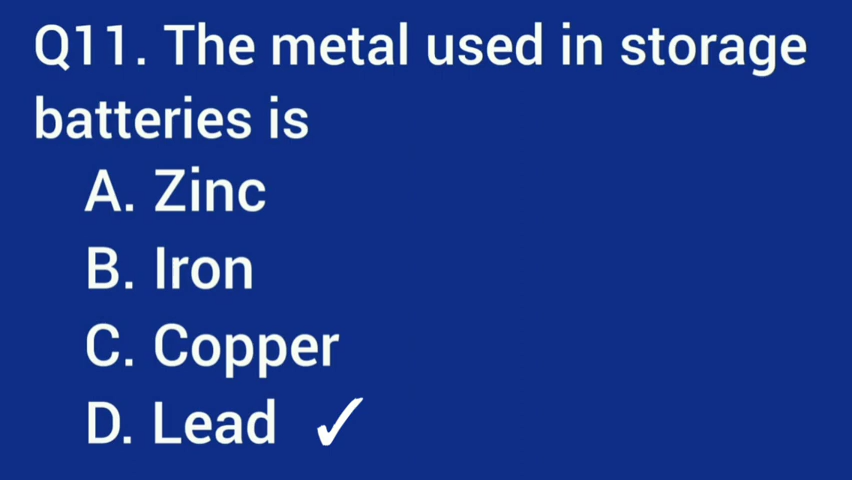 Q11. The metal used in storage
batteries is
A. Zinc
B. Iron
C. Copper
D. Lead ✓